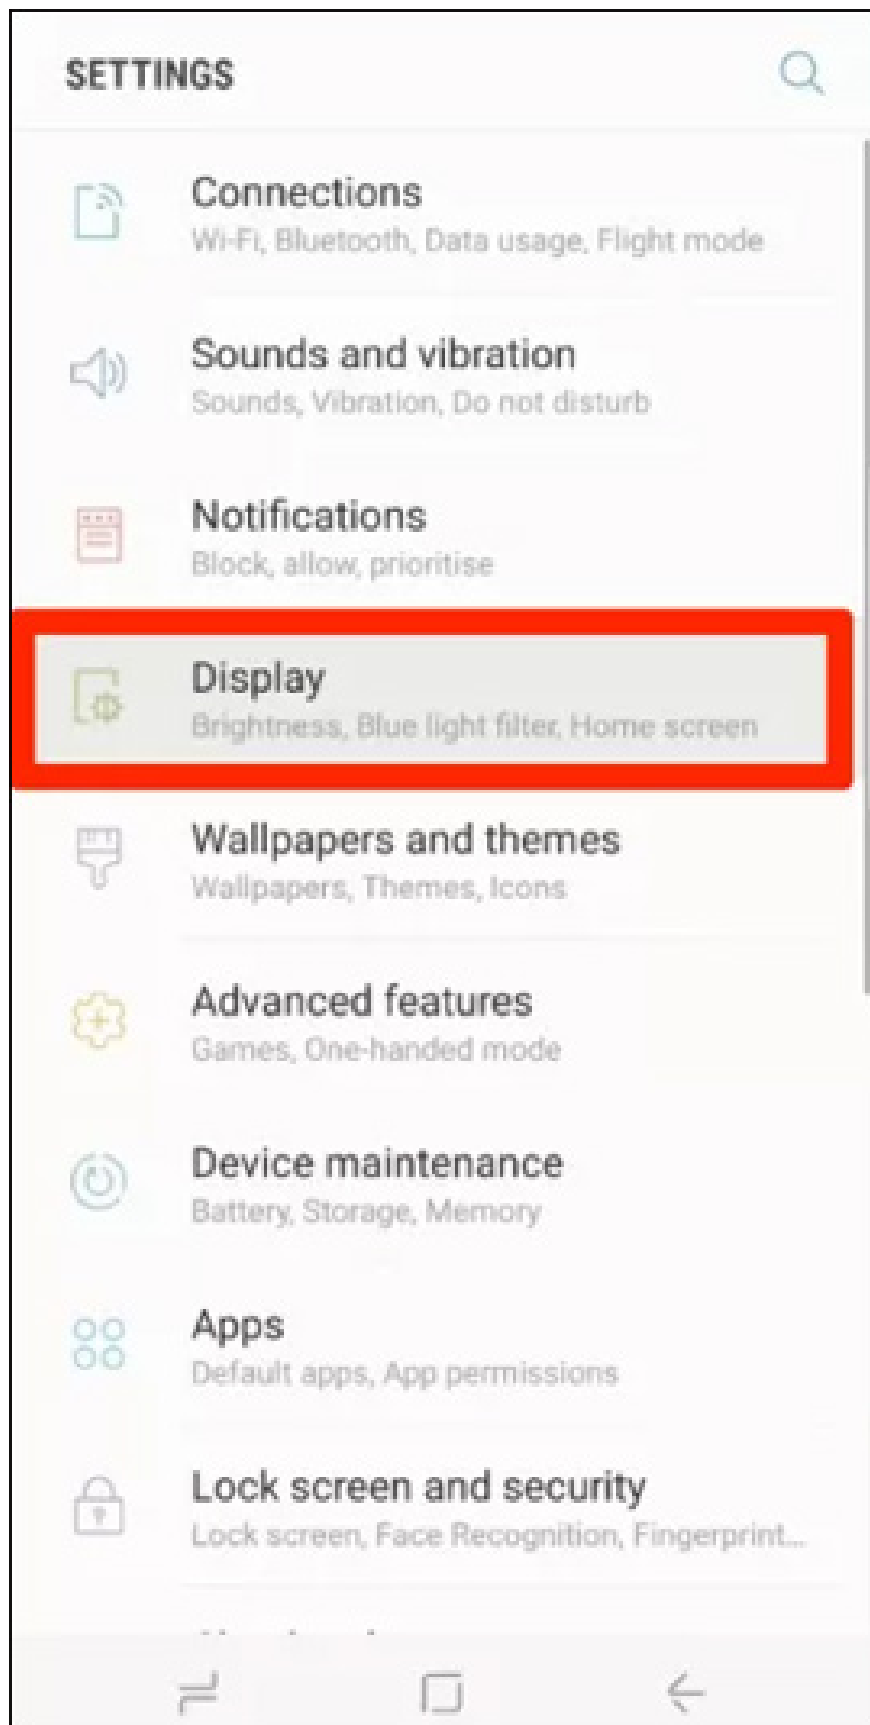 SETTINGS
Connections
Wi-Fi, Bluetooth, Data usage, Flight mode
Sounds and vibration
Sounds, Vibration, Do not disturb
Notifications
Block, allow, prioritise
Display
Brightness, Blue light filter, Home screen
Wallpapers and themes
Wallpapers, Themes, Icons
Advanced features
Games, One-handed mode
Device maintenance
Battery, Storage, Memory
Apps
Default apps, App permissions
Lock screen and security
Lock screen, Face Recognition, Fingerprint...